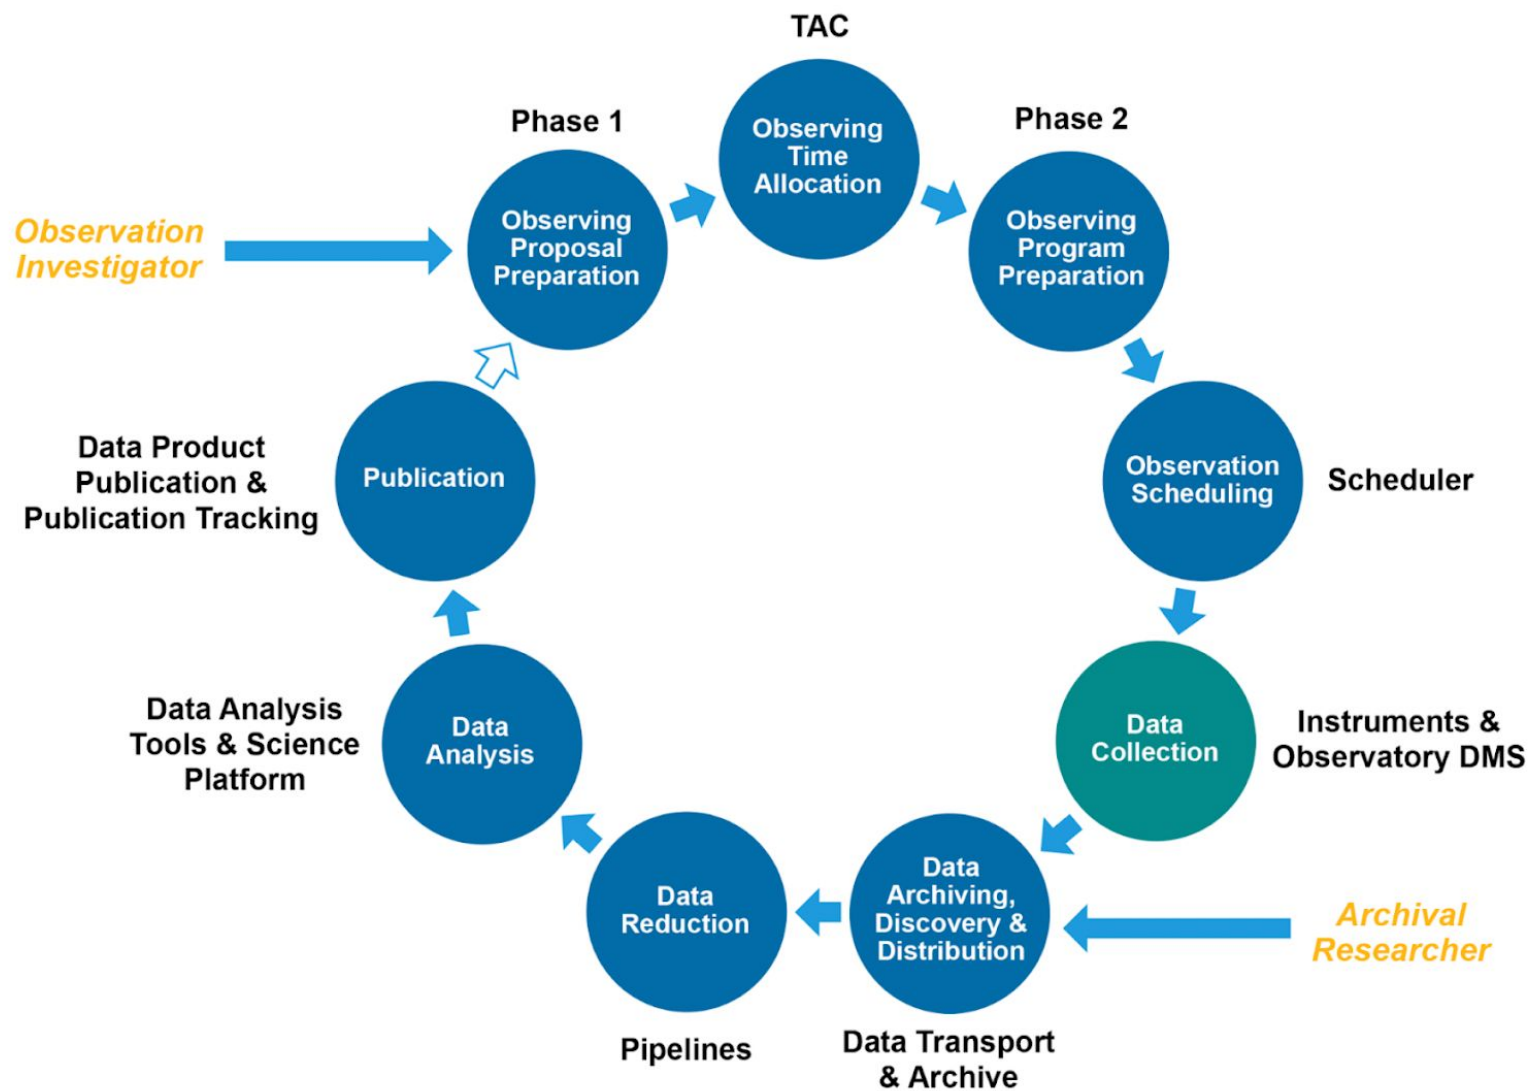 TAC
Observing
Time
Allocation
Phase 1
Observing
Proposal
Preparation
Phase 2
Observing
Program
Preparation
Observation
Investigator
Observation
Scheduling
Scheduler
Data
Collection
Instruments &
Observatory DMS
Data
Archiving,
Discovery &
Distribution
Data Transport
& Archive
Archival
Researcher
Data
Reduction
Pipelines
Data
Analysis
Data Analysis
Tools & Science
Platform
Publication
Data Product
Publication &
Publication Tracking